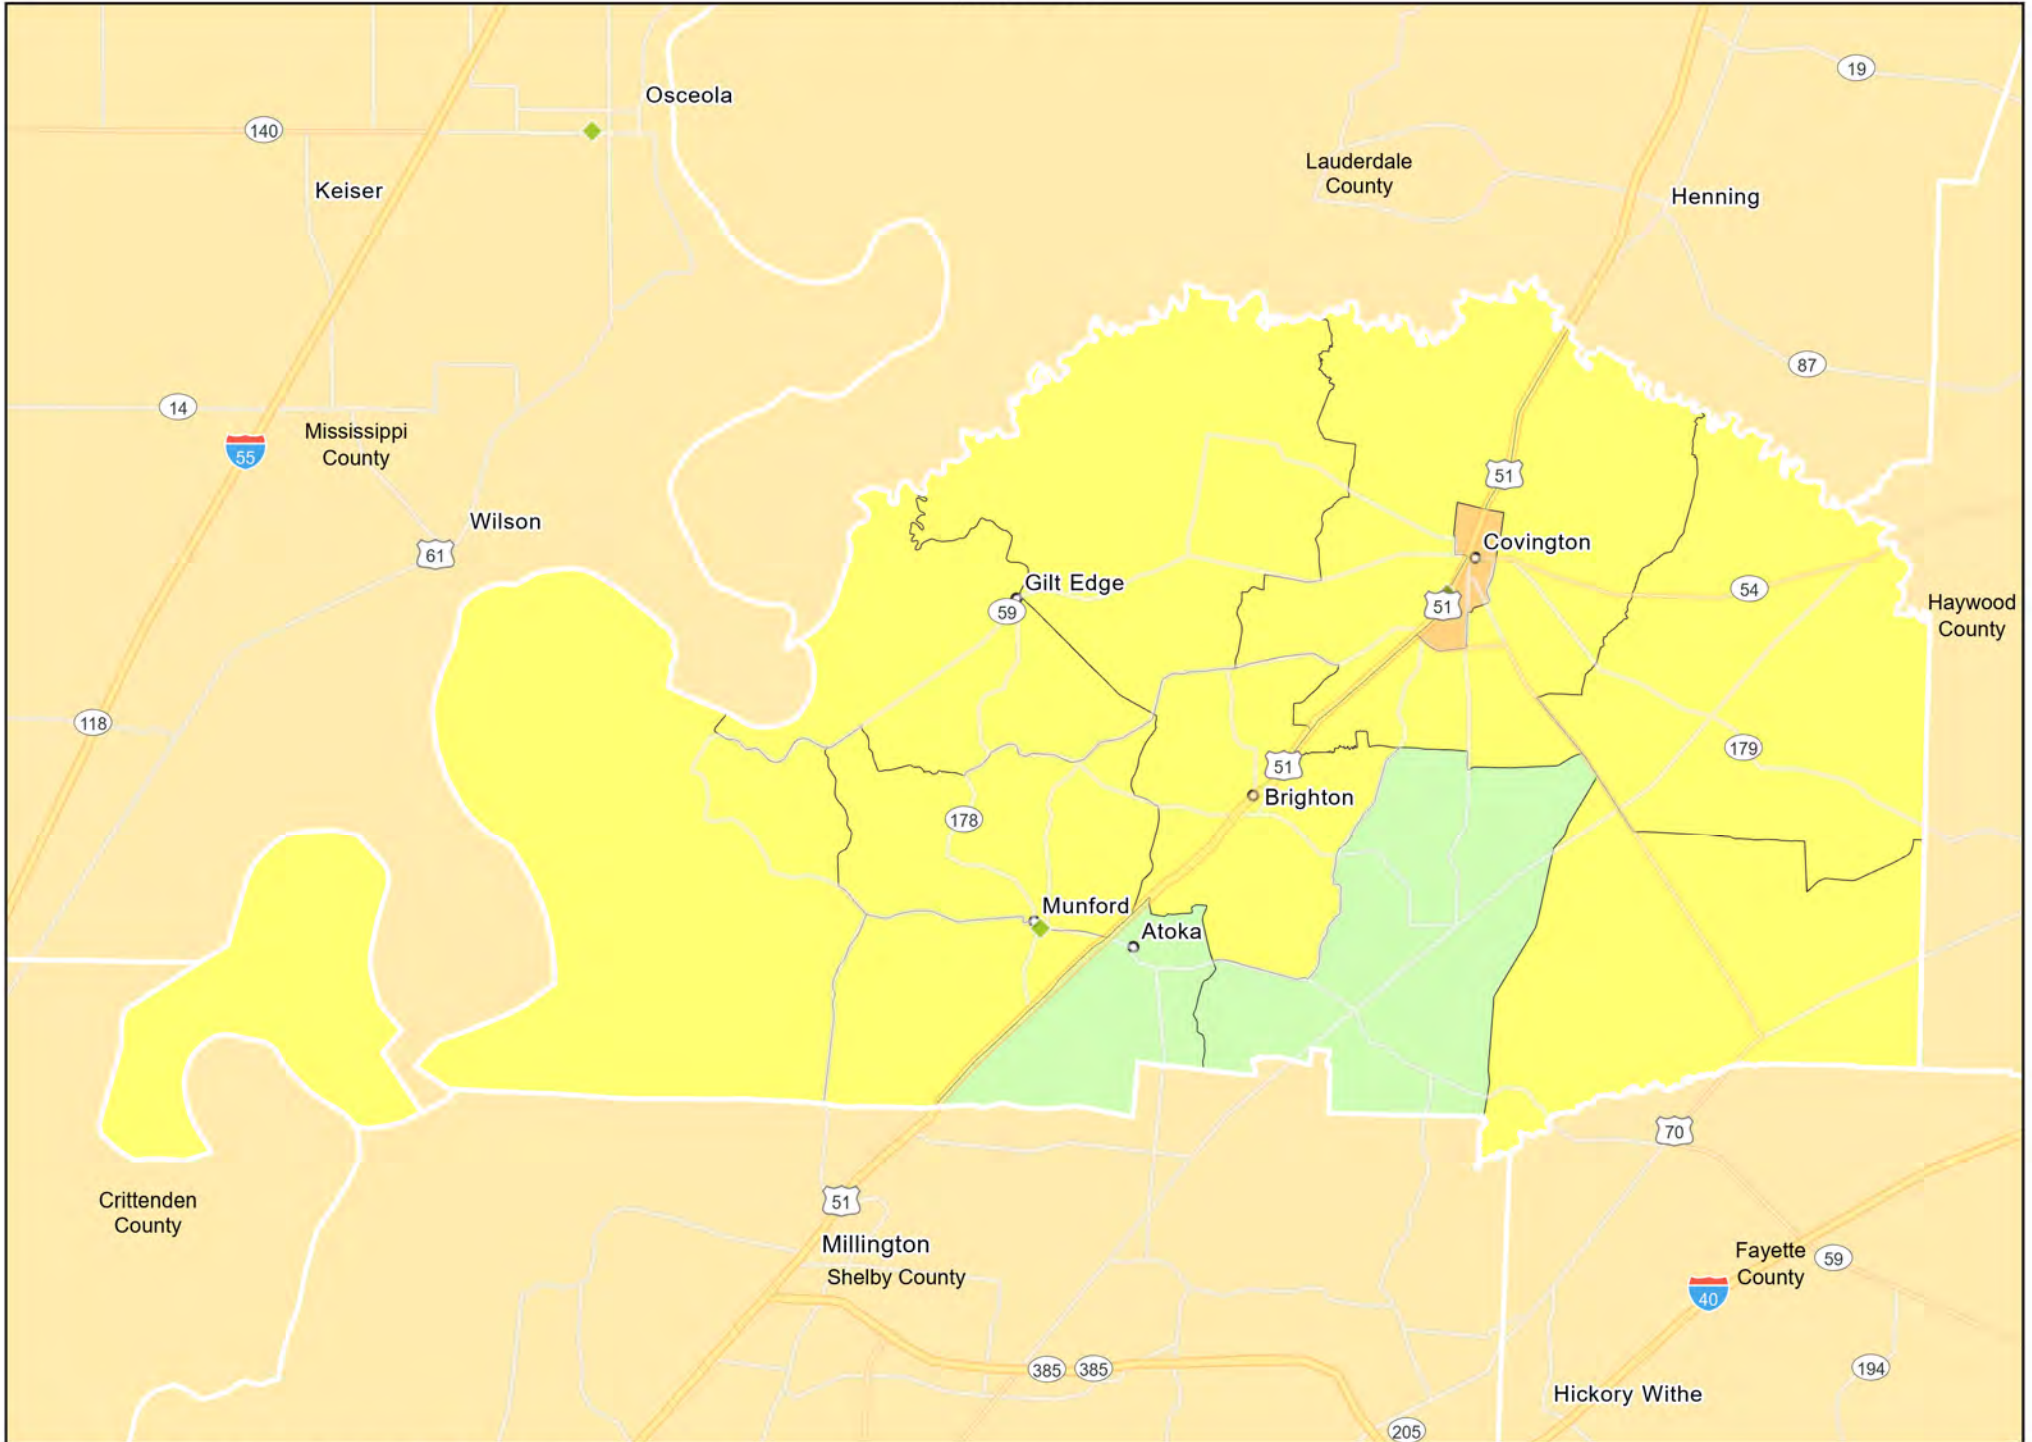 19
Osceola
140
Keiser
Lauderdale
County
Henning
87
14
Mississippi
County
55
51
Wilson
61
Covington
Gilt Edge
54
59
51
Haywood
County
118
179
51
Brighton
178
Munford
Atoka
70
Crittenden
County
51
Millington
Shelby County
Fayette
County
59
40
385
385
194
Hickory Withe
205